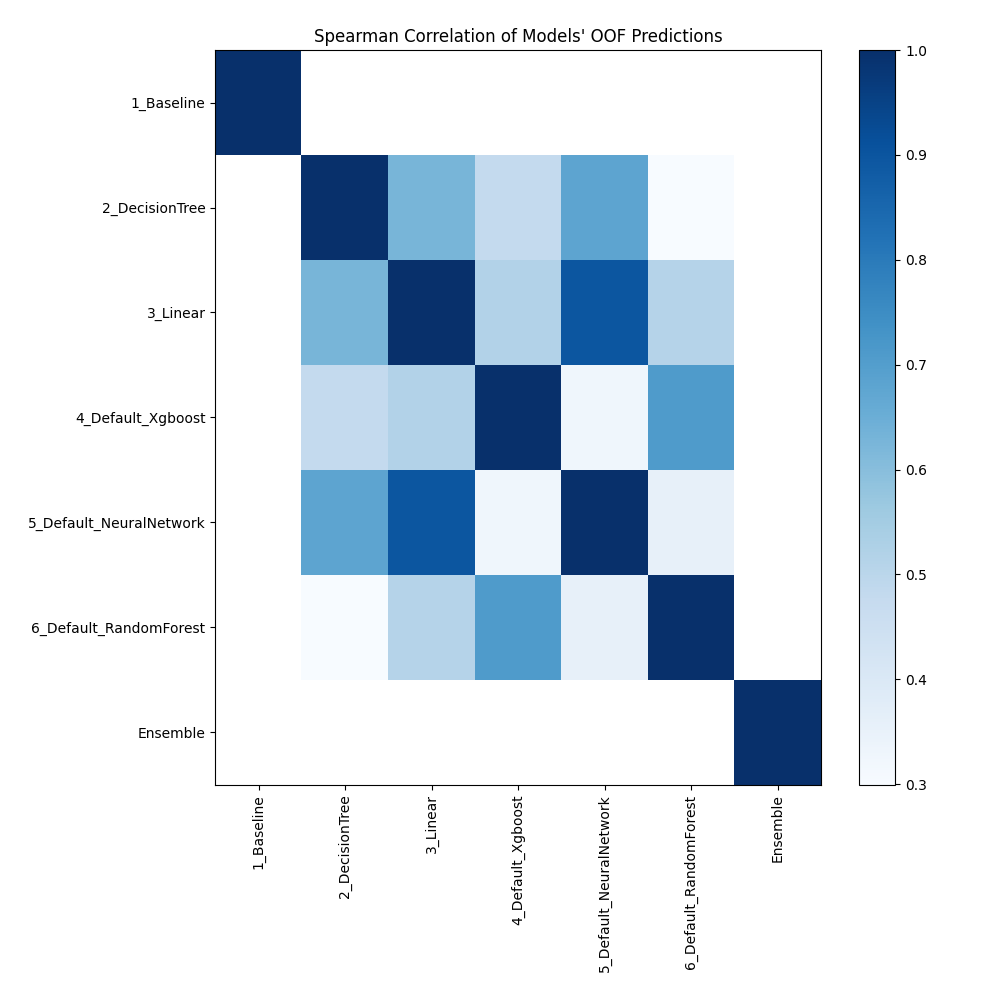 Spearman Correlation of Models' OOF Predictions
1_Baseline
2_DecisionTree
3_Linear
4_Default_Xgboost
5_Default_NeuralNetwork
6_Default_RandomForest
Ensemble
1_Baseline
2_DecisionTree
3_Linear
4_Default_Xgboost
5_Default_NeuralNetwork
6_Default_RandomForest
Ensemble
1.0
0.9
0.8
0.7
0.6
0.5
0.4
0.3